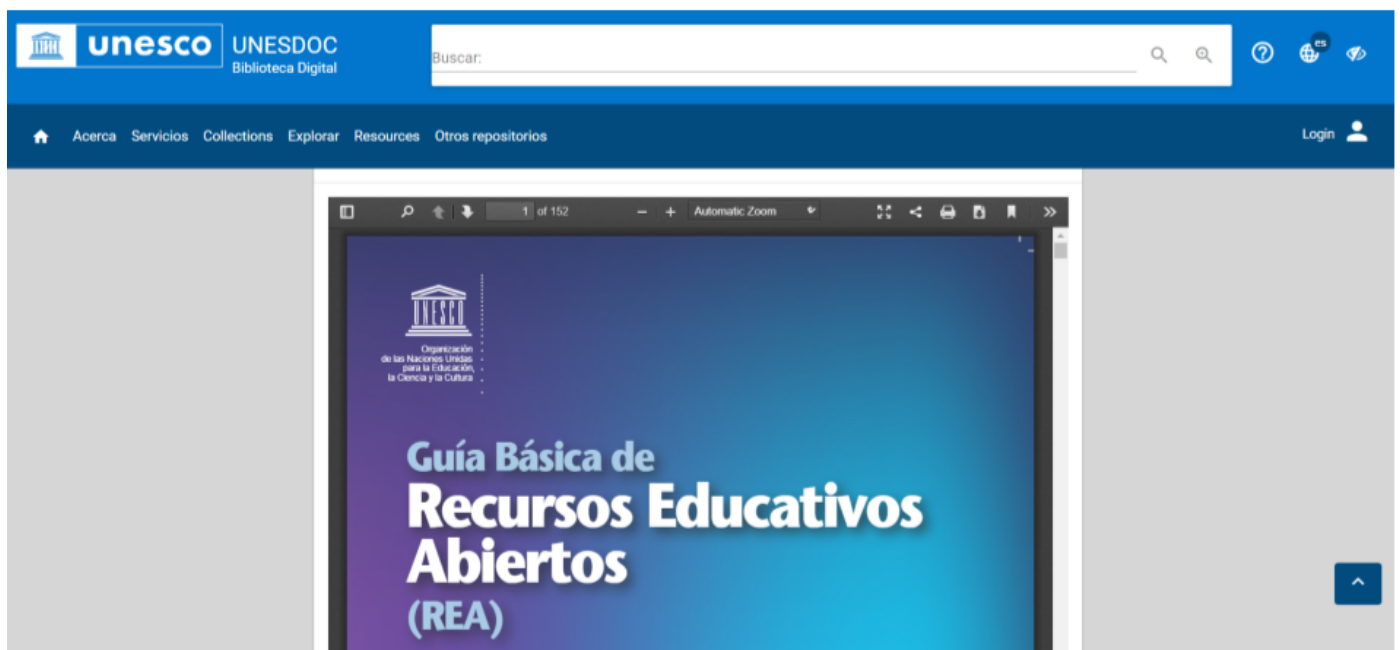 unesco
UNESDOC
Biblioteca Digital
Buscar:
es
Acerca Servicios Collections Explorar Resources Otros repositorios
Login
1 of 152
Automatic Zoom
UNESCO
Organización
de las Naciones Unidas
para la Educación,
la Ciencia y la Cultura
Guía Básica de
Recursos Educativos
Abiertos
(REA)